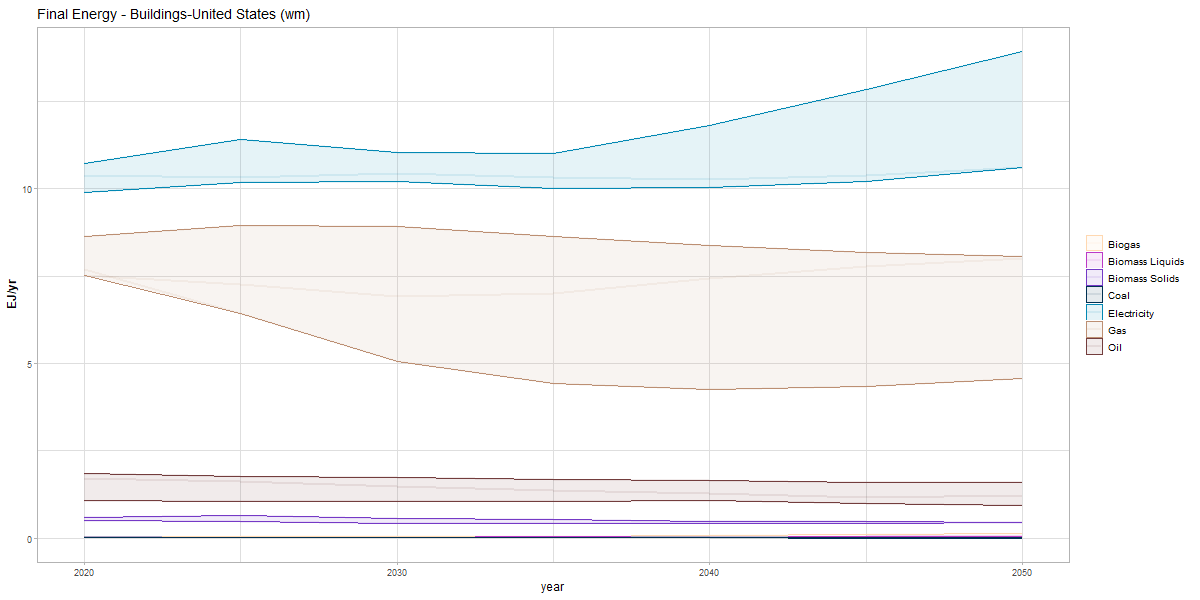 Final Energy - Buildings-United States (wm)
10
5
0
EJ/yr
2020
2030
2040
2050
year
Biogas
Biomass Liquids
Biomass Solids
Coal
Electricity
Gas
Oil